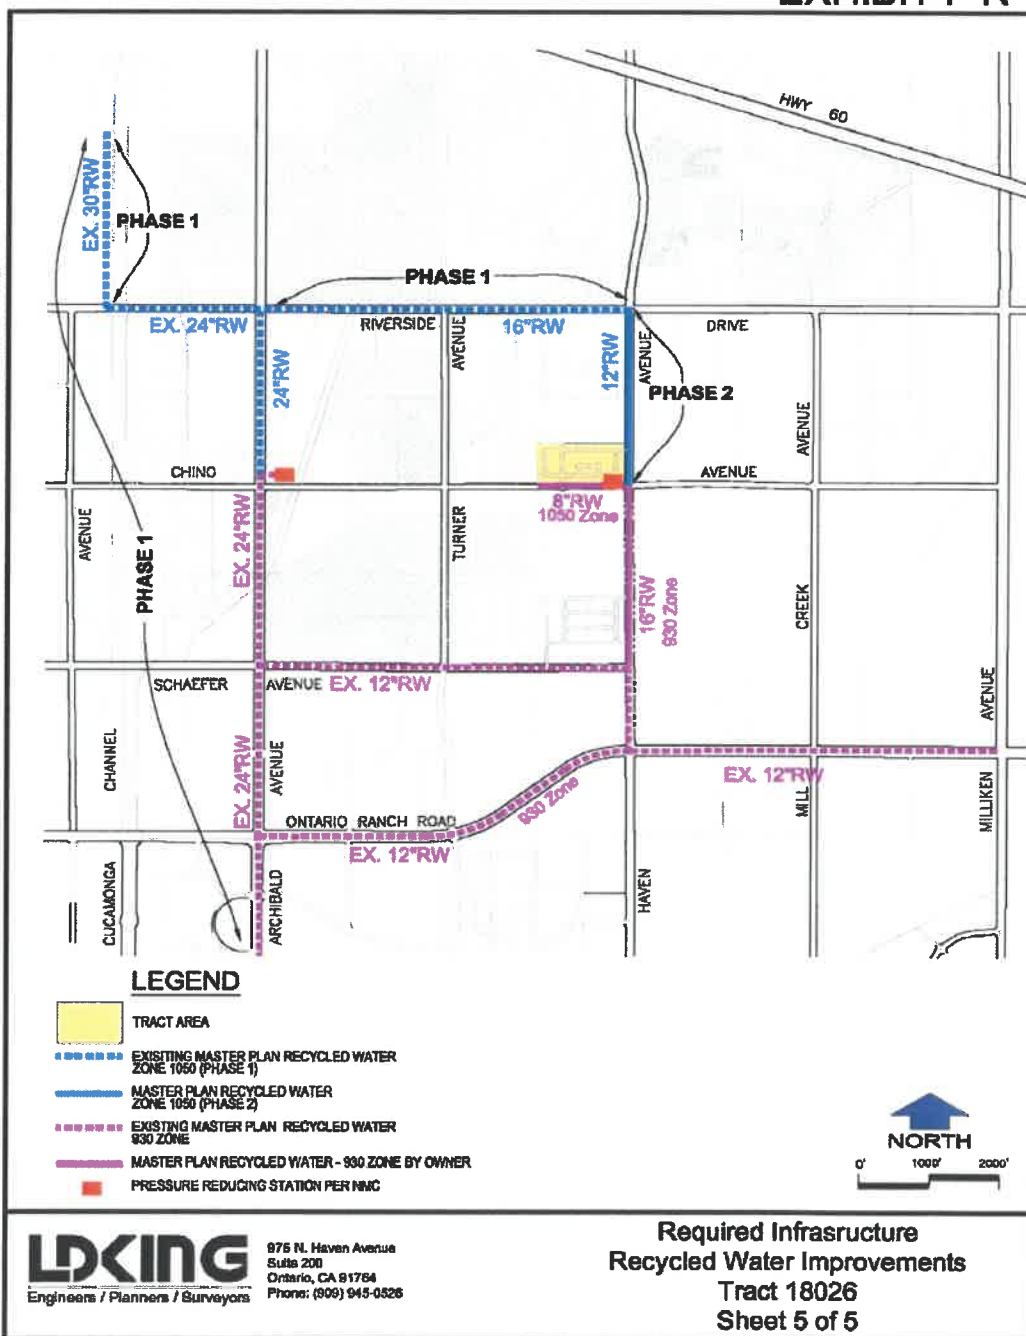 HWY 60
EX. 30"RW
PHASE 1
PHASE 1
EX. 24"RW
RIVERSIDE
16"RW
DRIVE
24"RW
AVENUE
12"RW
AVENUE
PHASE 2
AVENUE
CHINO
AVENUE
8"RW
1050 Zone
AVENUE
PHASE 1
EX. 24"RW
TURNER
16"RW
930 Zone
CREEK
SCHAEFER
AVENUE
EX. 12"RW
AVENUE
CHANNEL
EX. 24"RW
AVENUE
930 Zone
EX. 12"RW
MILL
MILLIKEN
ONTARIO RANCH ROAD
EX. 12"RW
CUCAMONGA
ARCHIBALD
HAVEN
LEGEND
TRACT AREA
EXISITING MASTER PLAN RECYCLED WATER
ZONE 1050 (PHASE 1)
MASTER PLAN RECYCLED WATER
ZONE 1050 (PHASE 2)
EXISTING MASTER PLAN RECYCLED WATER
930 ZONE
MASTER PLAN RECYCLED WATER - 930 ZONE BY OWNER
PRESSURE REDUCING STATION PER NMC
NORTH
0' 1000' 2000'
LDKING
Engineers / Planners / Surveyors
975 N. Haven Avenue
Suite 200
Ontario, CA 91764
Phone: (909) 945-0526
Required Infrasructure
Recycled Water Improvements
Tract 18026
Sheet 5 of 5